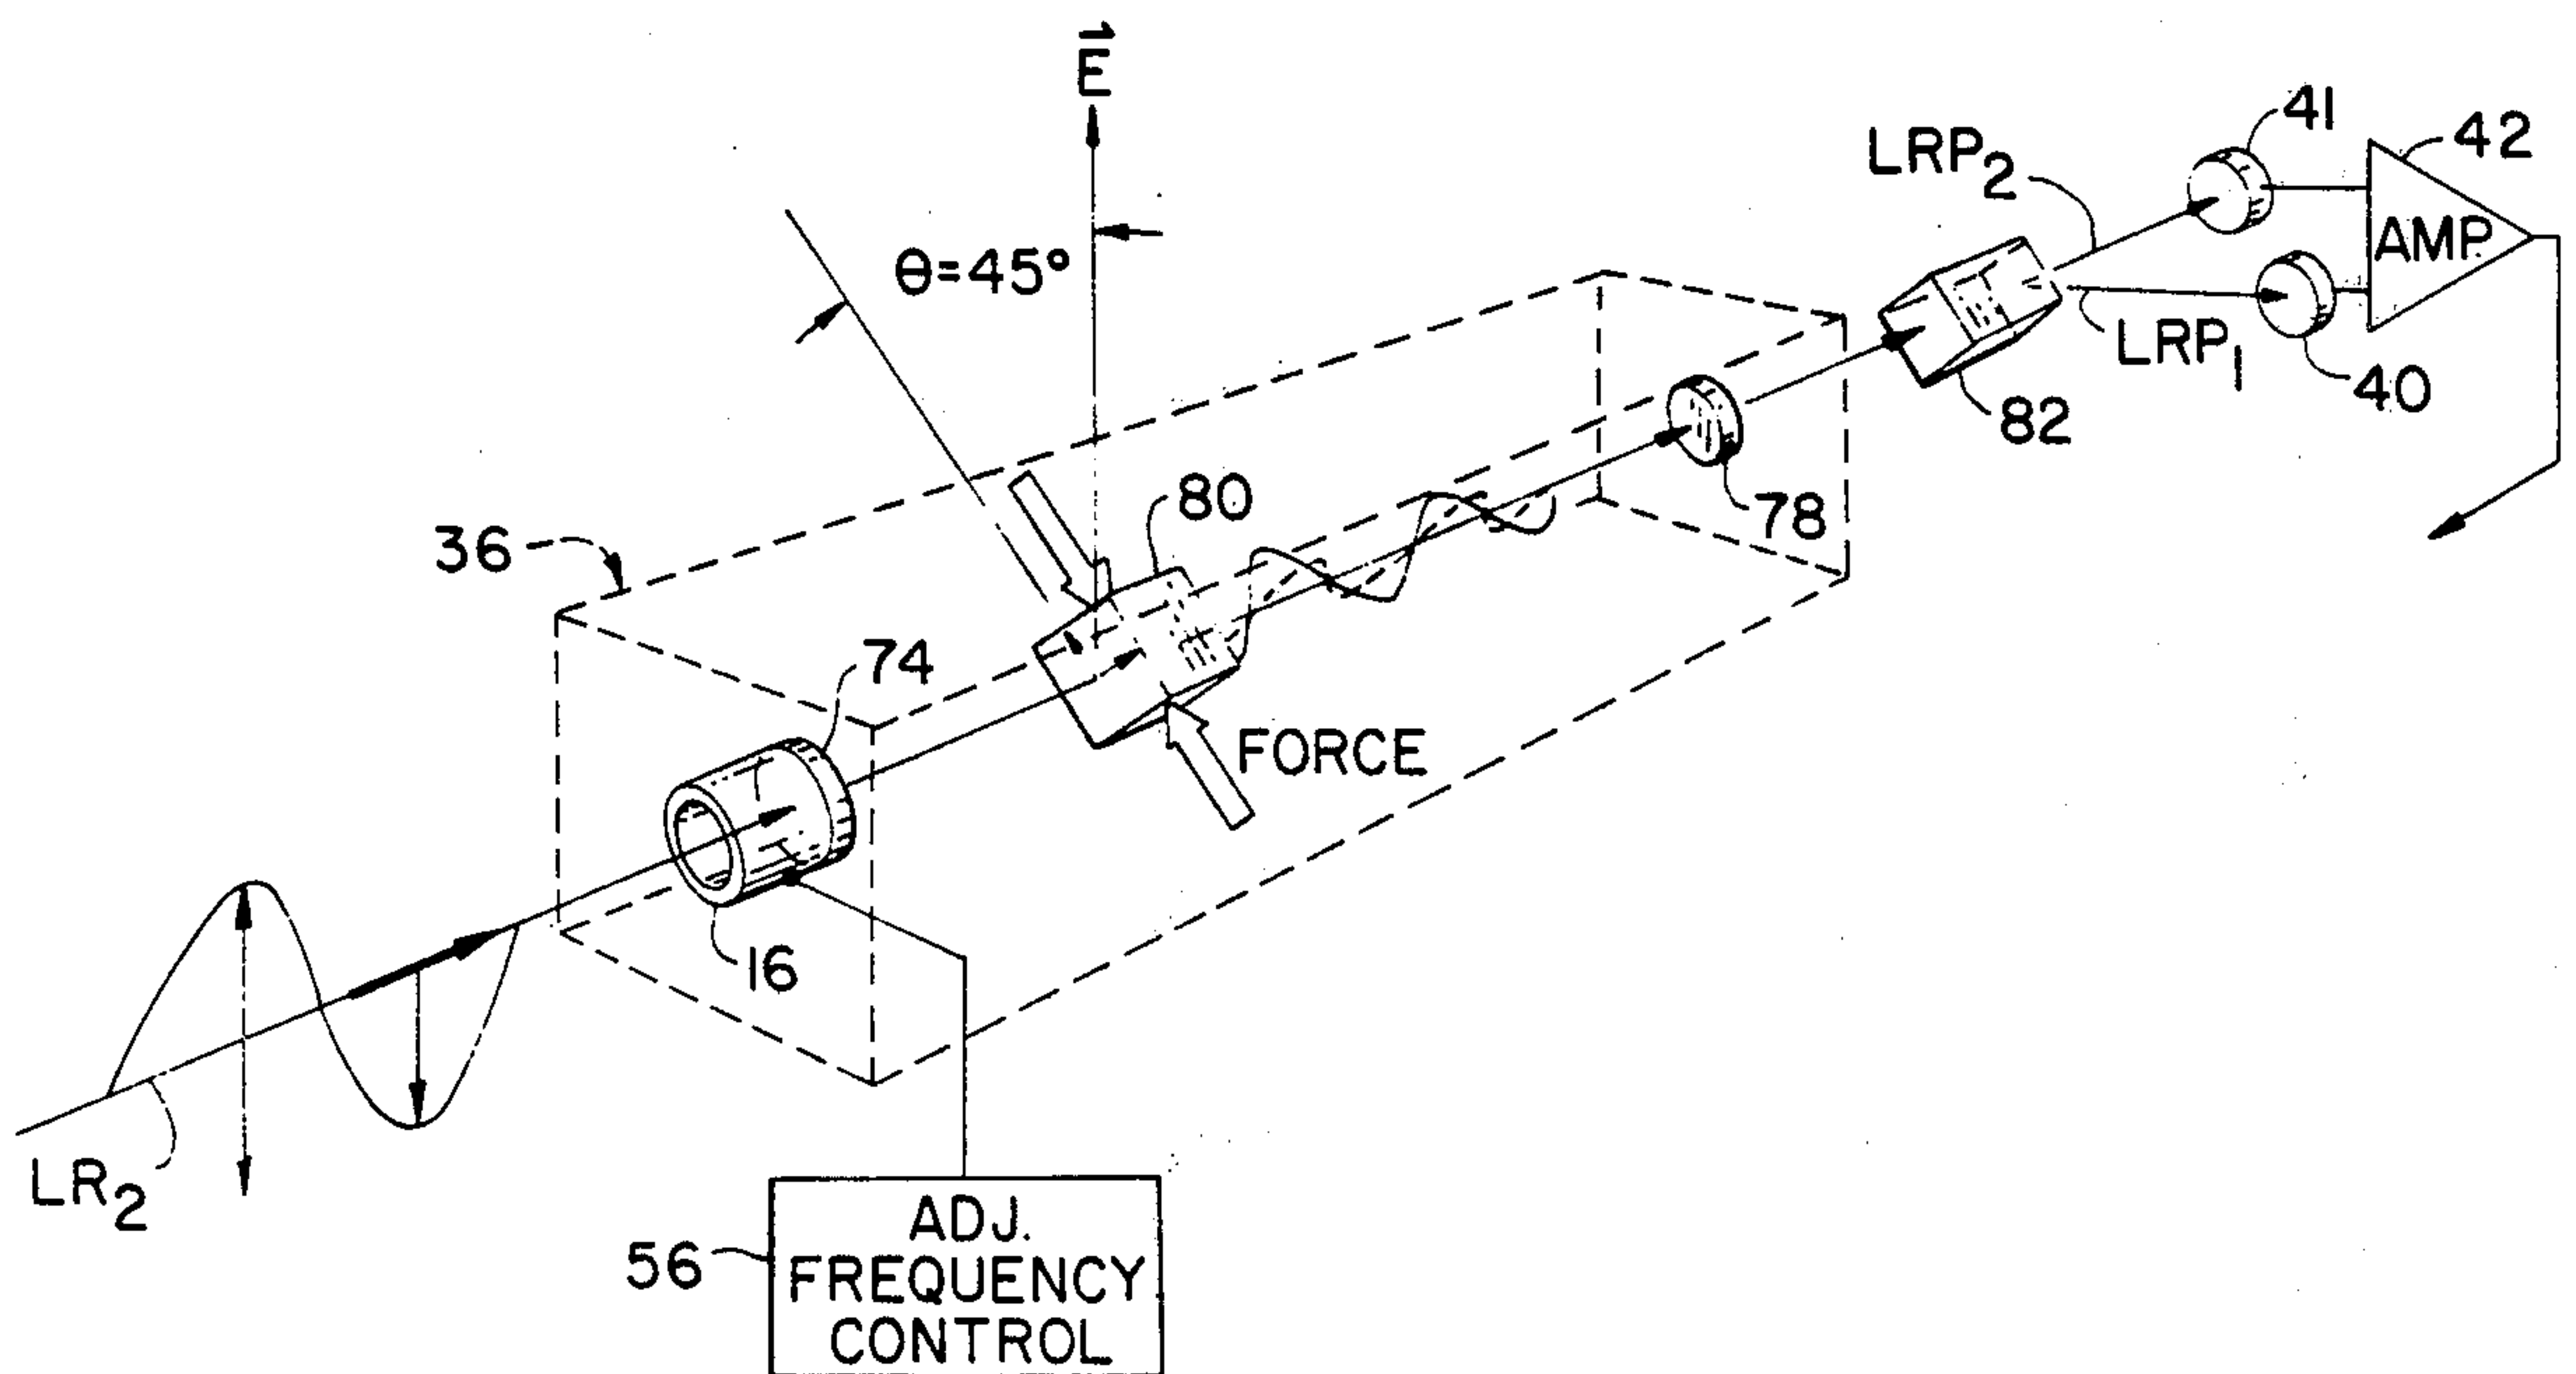 E
θ=45°
41
42
LRP2
AMP.
LRP1
40
82
80
78
36
74
FORCE
16
LR2
56
ADJ.
FREQUENCY
CONTROL